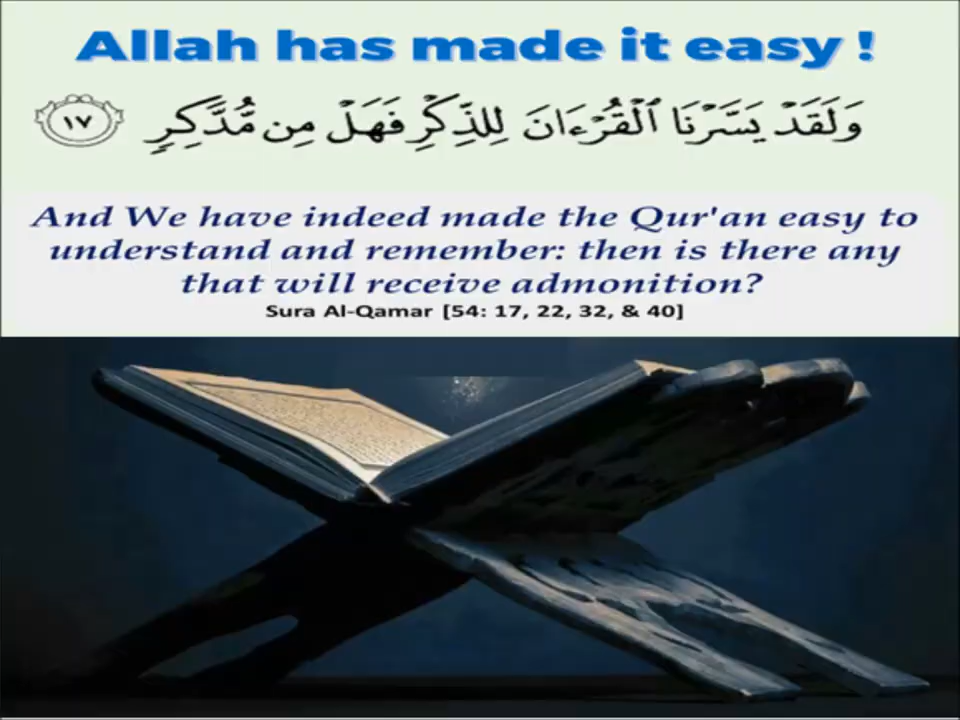 Allah has made it easy !
وَلَقَدْ يَسَّرْنَا ٱلْقُرْءَانَ لِلذِّكْرِ فَهَلْ مِن مُّدَّكِرٍ ١٧
And We have indeed made the Qur'an easy to
understand and remember: then is there any
that will receive admonition?
Sura Al-Qamar [54: 17, 22, 32, & 40]